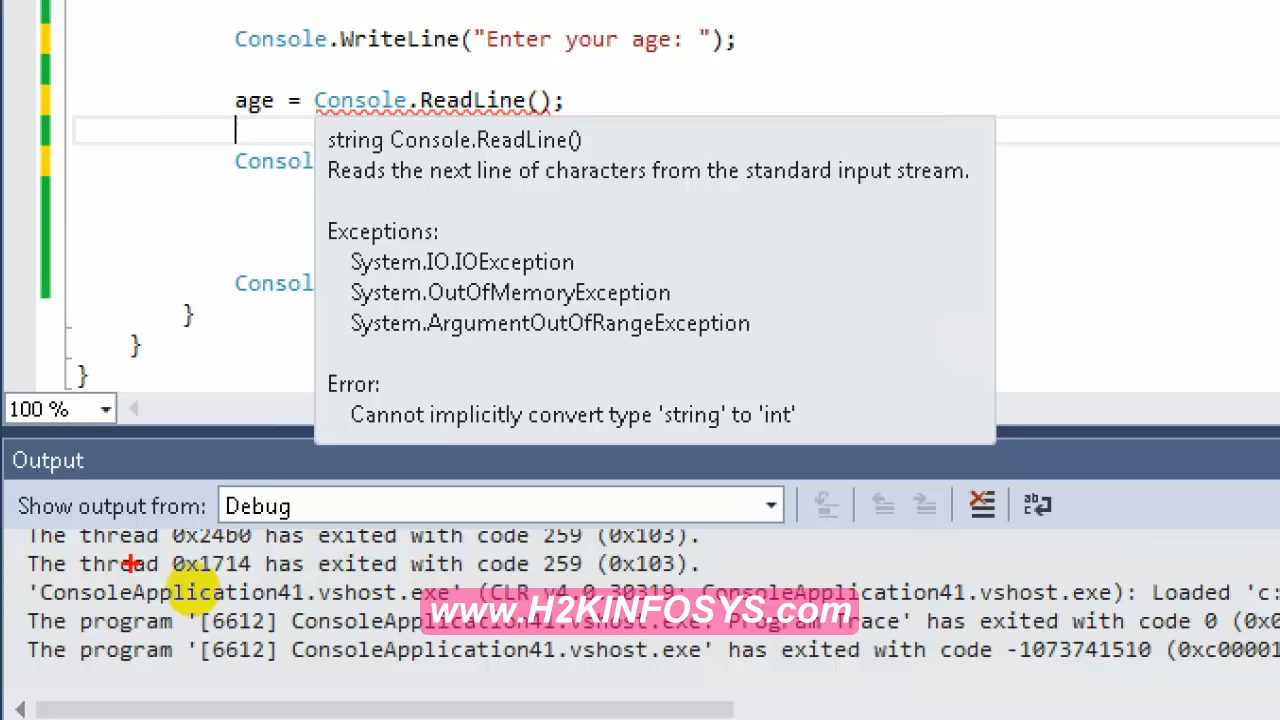 Console.WriteLine("Enter your age: ");
age = Console.ReadLine();
string Console.ReadLine()
Reads the next line of characters from the standard input stream.
Consol
Exceptions:
System.IO.IOException
Consol
System.OutOfMemoryException
}
System.ArgumentOutOfRangeException
}
}
Error:
100 %
Cannot implicitly convert type 'string' to 'int'
Output
Show output from: Debug
The thread 0x24b0 has exited with code 259 (0x103).
The thread 0x1714 has exited with code 259 (0x103).
'ConsoleApplication41.vshost.exe' (CLR v4.0.30319: ConsoleApplication41.vshost.exe): Loaded 'c:
www.H2KINFOSYS.com
The program '[6612] ConsoleApplication41.vshost.exe: Program Trace' has exited with code 0 (0x0
The program '[6612] ConsoleApplication41.vshost.exe' has exited with code -1073741510 (0xc00001